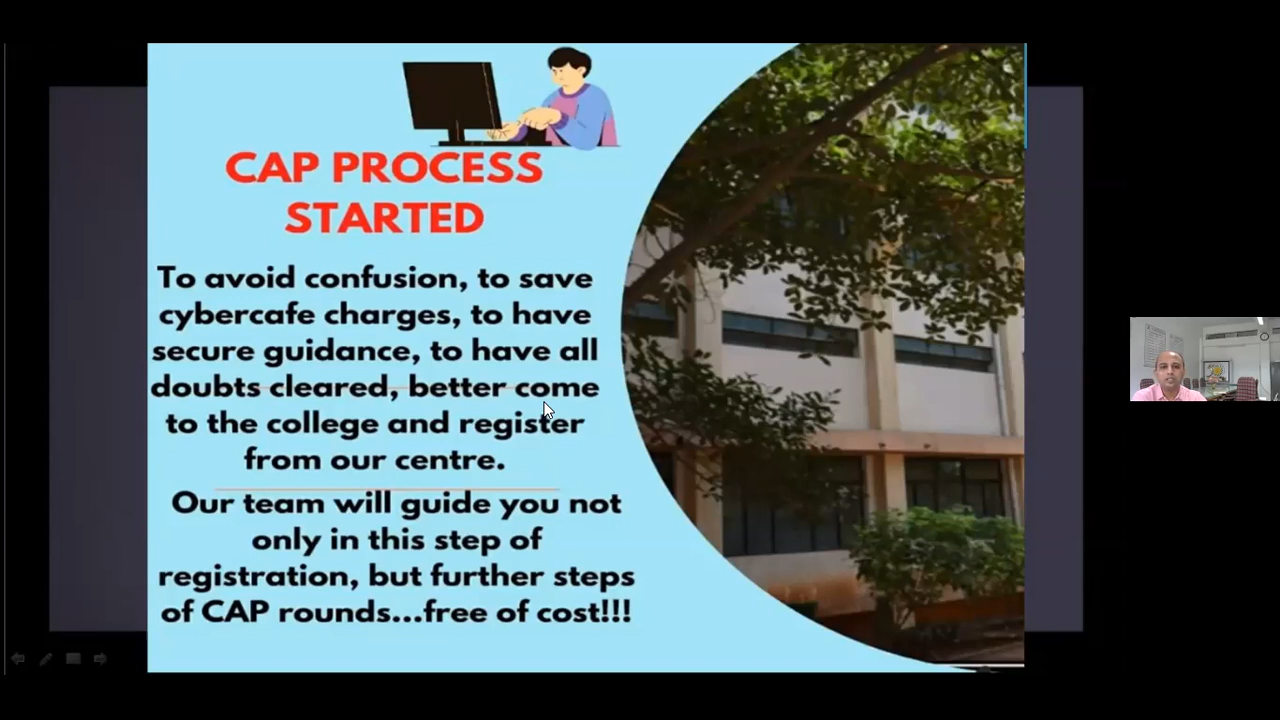 CAP PROCESS
STARTED
To avoid confusion, to save
cybercafe charges, to have
secure guidance, to have all
doubts cleared, better come
to the college and register
from our centre.
Our team will guide you not
only in this step of
registration, but further steps
of CAP rounds...free of cost!!!